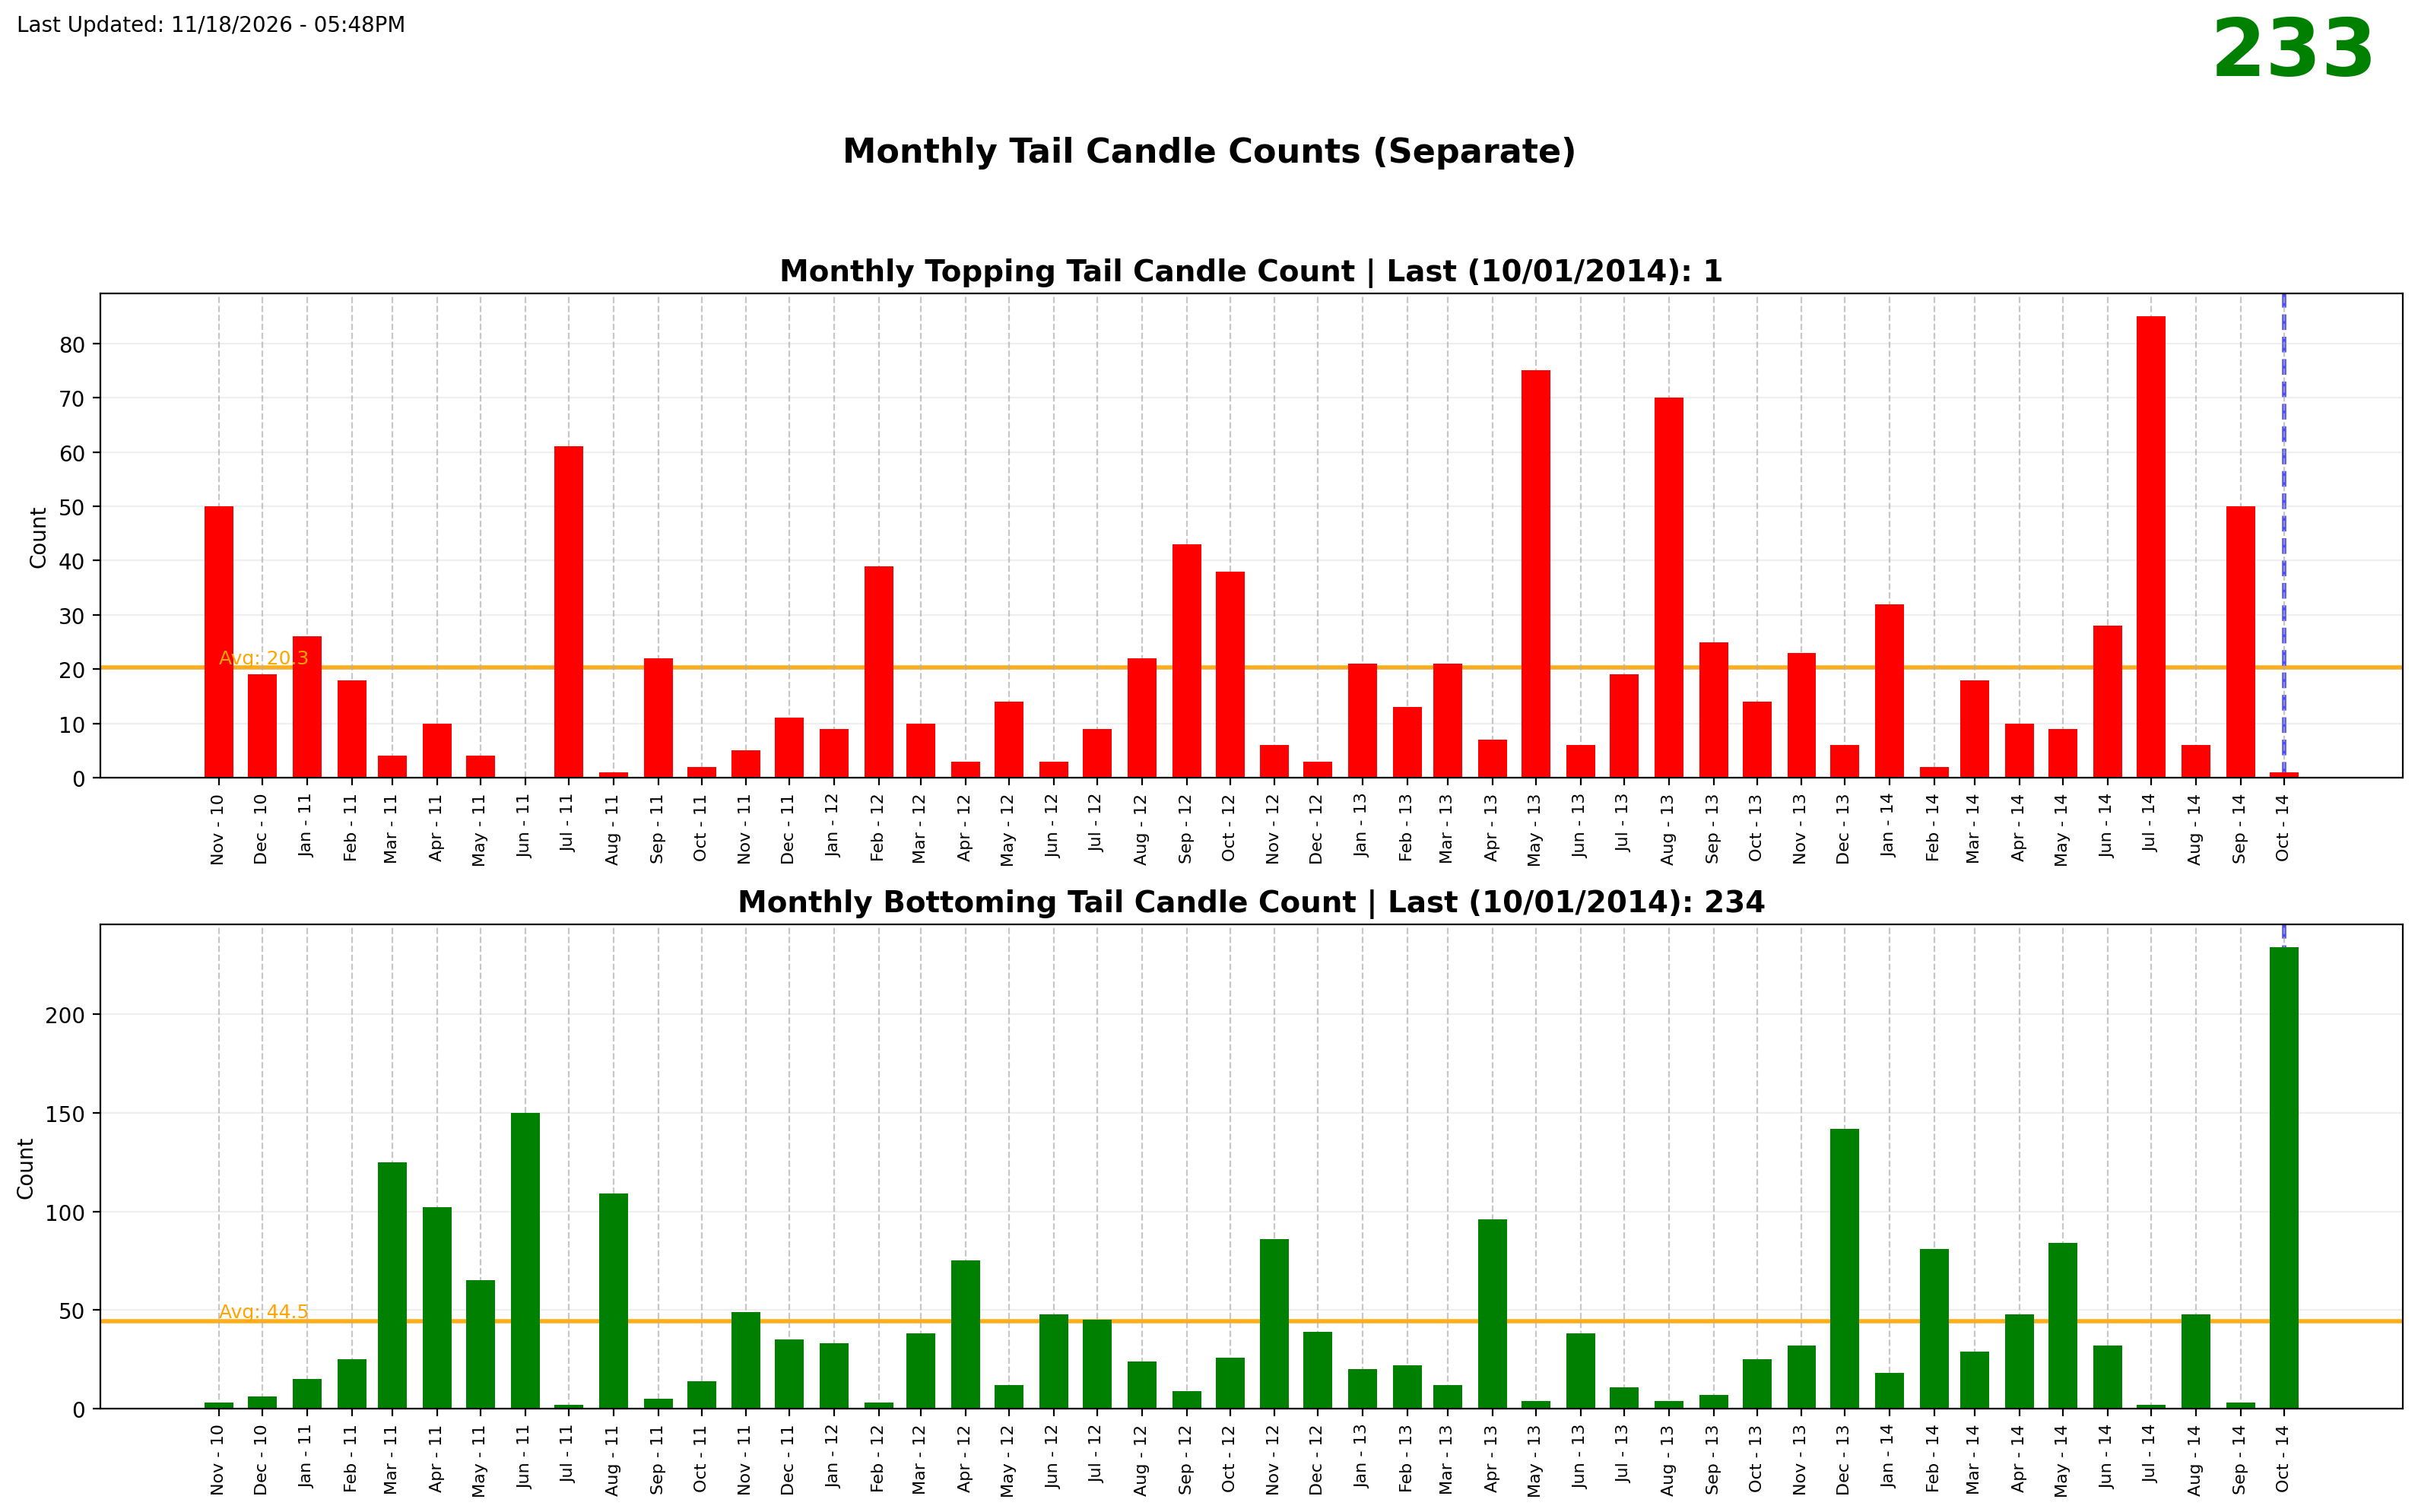 Last Updated: 11/18/2026 - 05:48PM
233
Monthly Tail Candle Counts (Separate)
Monthly Topping Tail Candle Count | Last (10/01/2014): 1
Count
80
70
60
50
40
30
20
10
0
Avg: 20.3
Nov - 10
Dec - 10
Jan - 11
Feb - 11
Mar - 11
Apr - 11
May - 11
Jun - 11
Jul - 11
Aug - 11
Sep - 11
Oct - 11
Nov - 11
Dec - 11
Jan - 12
Feb - 12
Mar - 12
Apr - 12
May - 12
Jun - 12
Jul - 12
Aug - 12
Sep - 12
Oct - 12
Nov - 12
Dec - 12
Jan - 13
Feb - 13
Mar - 13
Apr - 13
May - 13
Jun - 13
Jul - 13
Aug - 13
Sep - 13
Oct - 13
Nov - 13
Dec - 13
Jan - 14
Feb - 14
Mar - 14
Apr - 14
May - 14
Jun - 14
Jul - 14
Aug - 14
Sep - 14
Oct - 14
Monthly Bottoming Tail Candle Count | Last (10/01/2014): 234
Count
200
150
100
50
0
Avg: 44.5
Nov - 10
Dec - 10
Jan - 11
Feb - 11
Mar - 11
Apr - 11
May - 11
Jun - 11
Jul - 11
Aug - 11
Sep - 11
Oct - 11
Nov - 11
Dec - 11
Jan - 12
Feb - 12
Mar - 12
Apr - 12
May - 12
Jun - 12
Jul - 12
Aug - 12
Sep - 12
Oct - 12
Nov - 12
Dec - 12
Jan - 13
Feb - 13
Mar - 13
Apr - 13
May - 13
Jun - 13
Jul - 13
Aug - 13
Sep - 13
Oct - 13
Nov - 13
Dec - 13
Jan - 14
Feb - 14
Mar - 14
Apr - 14
May - 14
Jun - 14
Jul - 14
Aug - 14
Sep - 14
Oct - 14